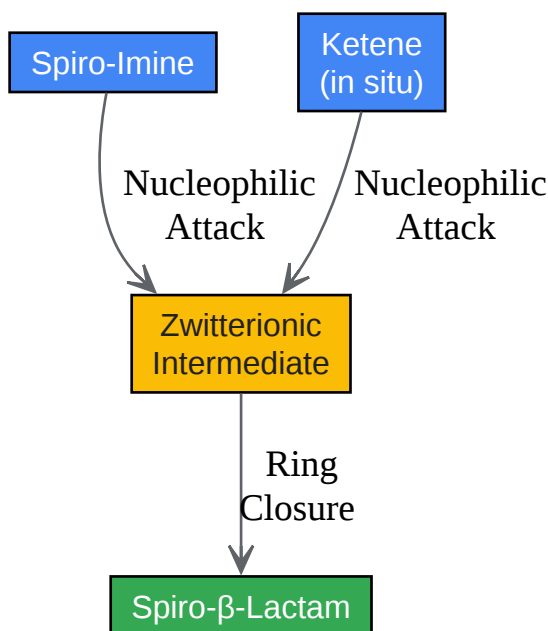 Spiro-Imine
Ketene
(in situ)
Nucleophilic
Attack
Nucleophilic
Attack
Zwitterionic
Intermediate
Ring
Closure
Spiro-β-Lactam